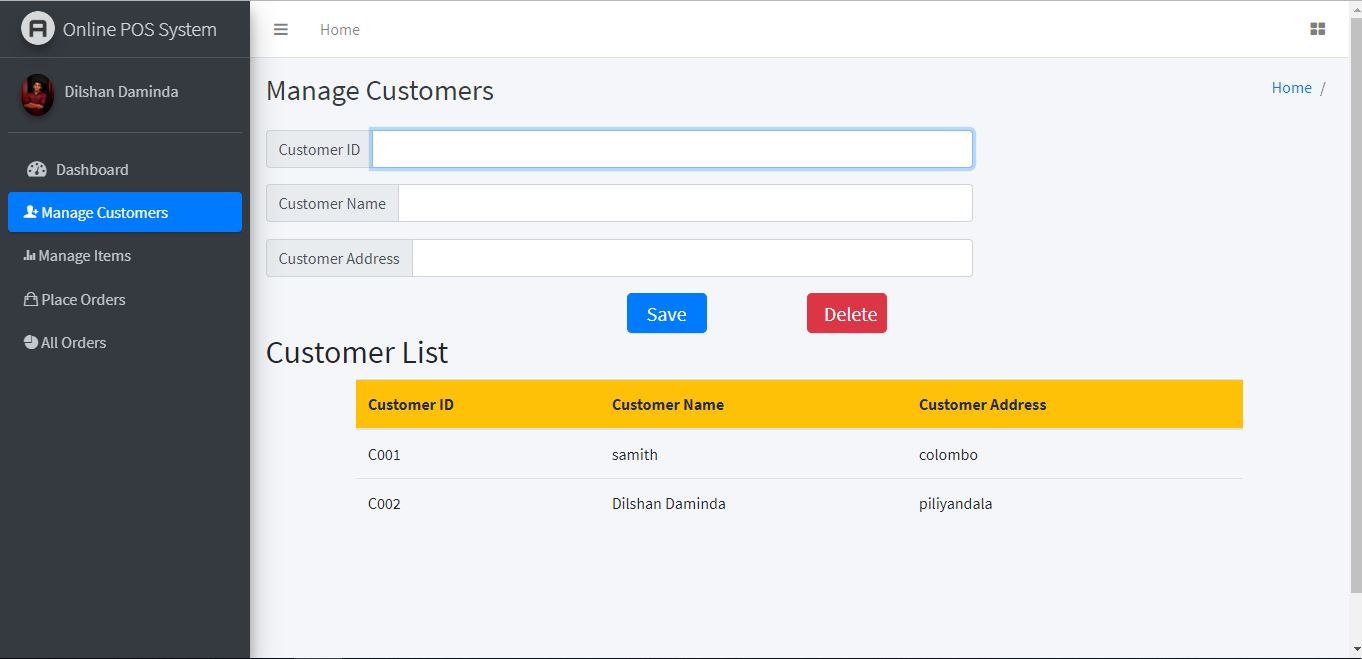 Online POS System
Home
Dilshan Daminda
Manage Customers
Home /
Dashboard
Manage Customers
Manage Items
Place Orders
All Orders
Customer ID
Customer Name
Customer Address
Save Delete
Customer List
Customer ID Customer Name Customer Address
C001 samith colombo
C002 Dilshan Daminda piliyandala